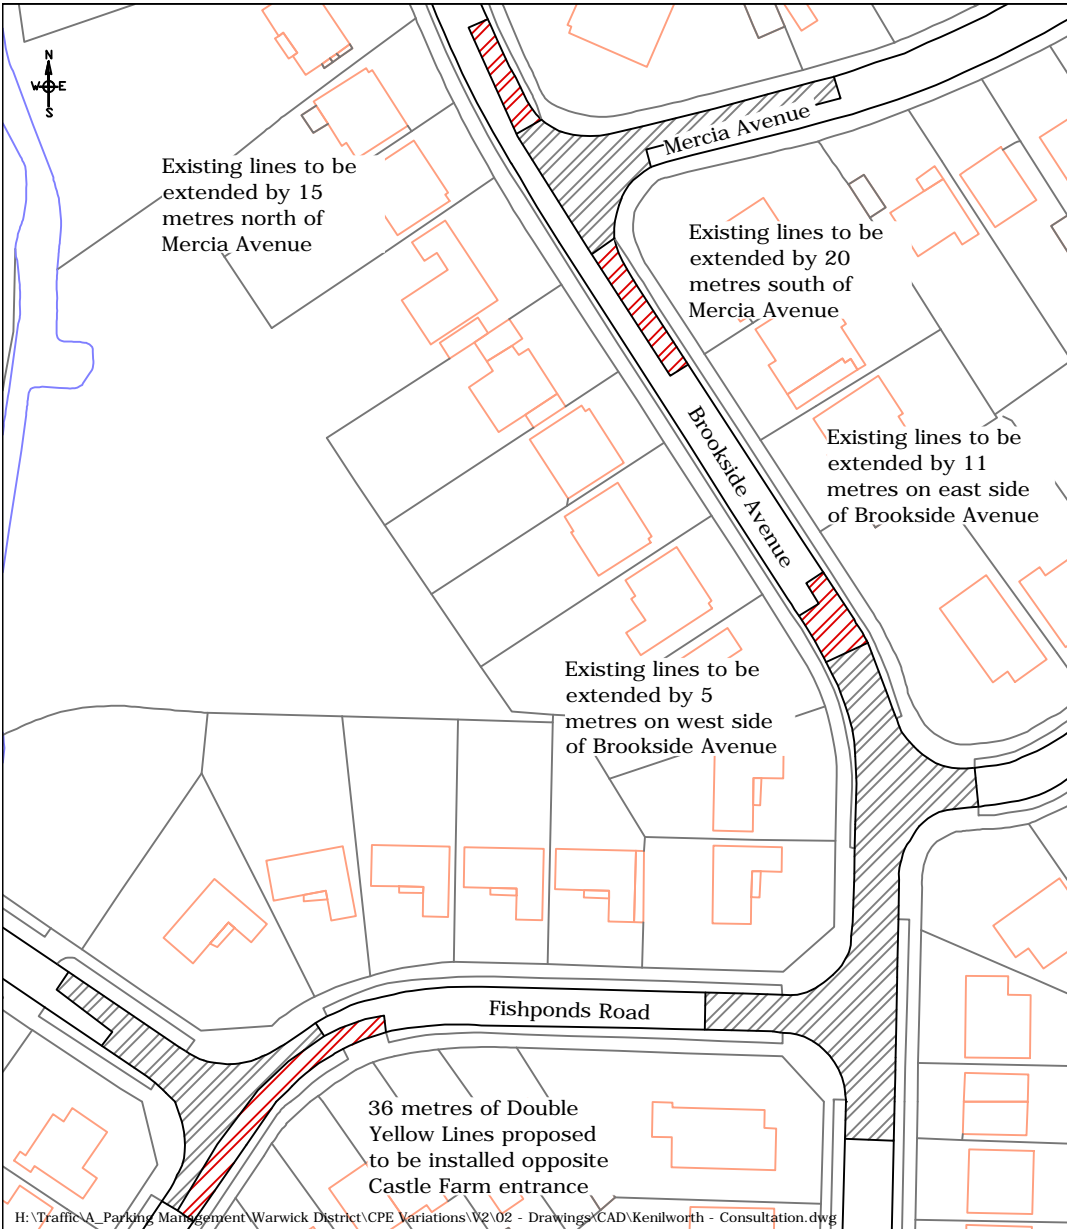 N
W E
S
Mercia Avenue
Existing lines to be
extended by 15
metres north of
Mercia Avenue
Existing lines to be
extended by 20
metres south of
Mercia Avenue
Brookside Avenue
Existing lines to be
extended by 11
metres on east side
of Brookside Avenue
Existing lines to be
extended by 5
metres on west side
of Brookside Avenue
Fishponds Road
36 metres of Double
Yellow Lines proposed
to be installed opposite
Castle Farm entrance
H:\Traffic\A_Parking Management\Warwick District\CPE Variations\V2\02 - Drawings\CAD\Kenilworth - Consultation.dwg